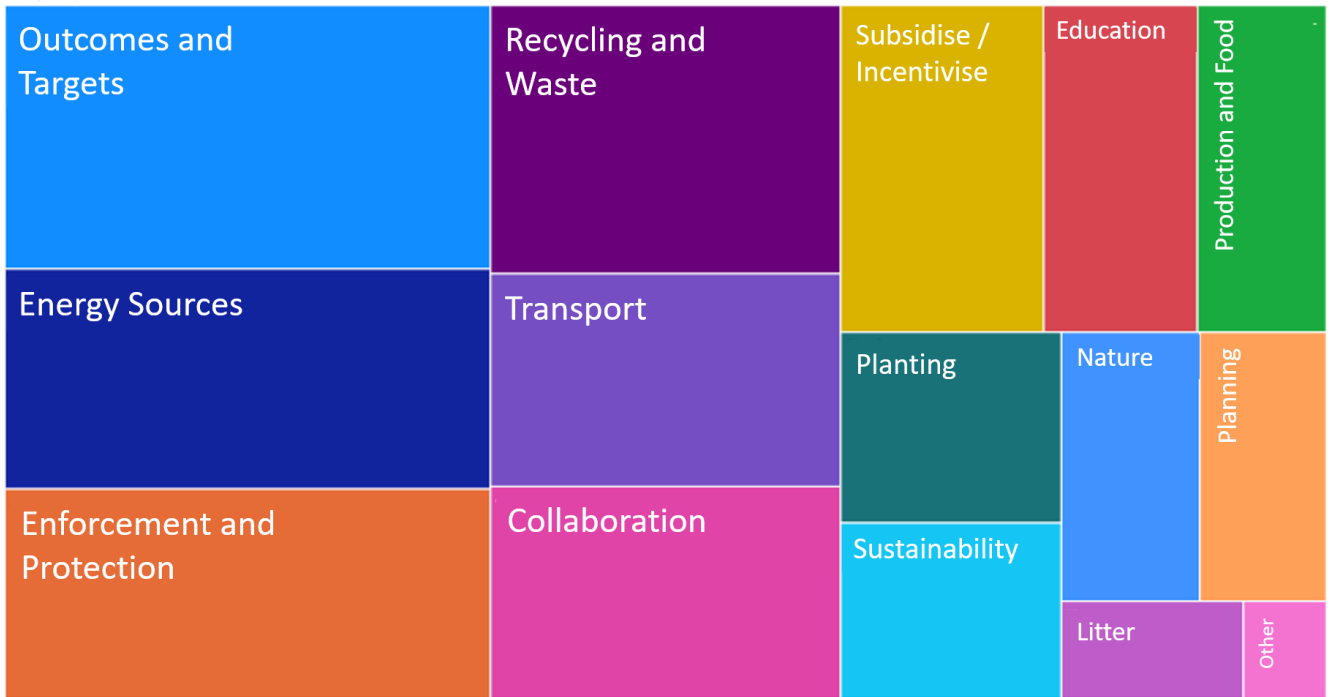 Outcomes and
Targets
Energy Sources
Enforcement and
Protection
Recycling and
Waste
Transport
Collaboration
Subsidise /
Incentivise
Education
Production and Food
Planting
Sustainability
Nature
Planning
Litter
Other